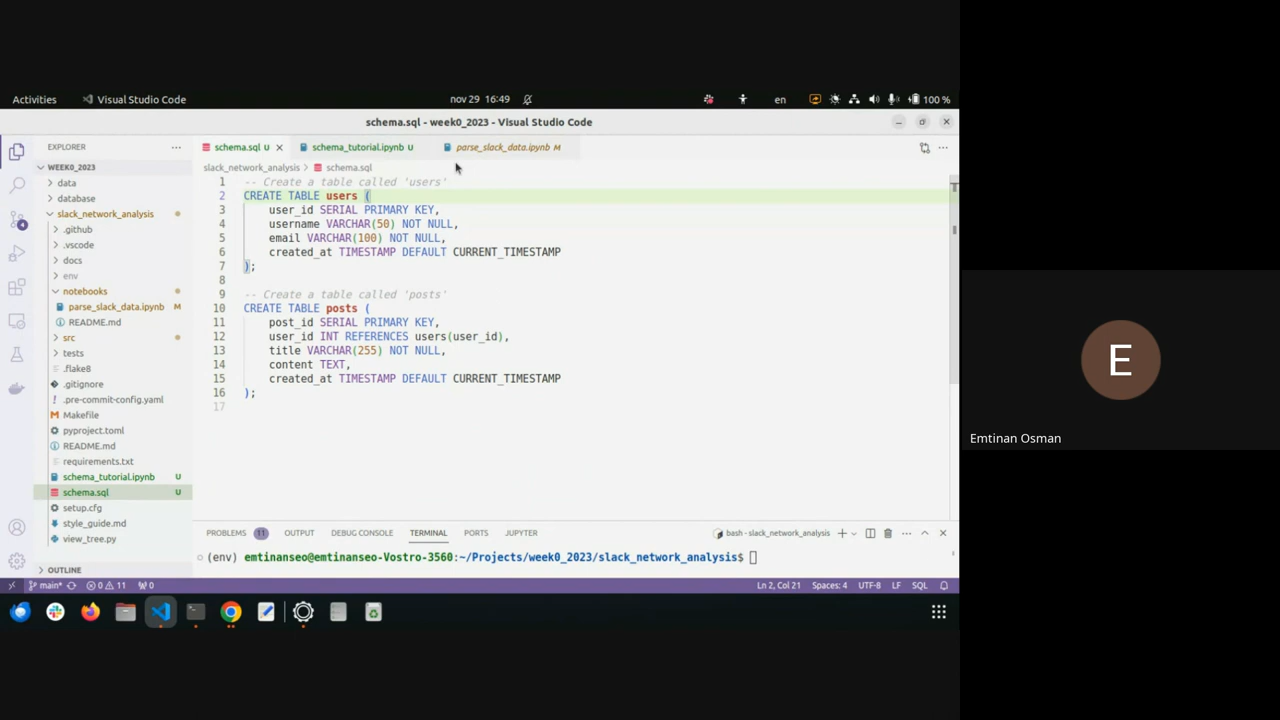 Activities Visual Studio Code nov 29 16:49 en 100 %
schema.sql - week0_2023 - Visual Studio Code
EXPLORER
WEEK0_2023
data
database
slack_network_analysis
.github
.vscode
docs
env
notebooks
parse_slack_data.ipynb M
README.md
src
tests
.flake8
.gitignore
.pre-commit-config.yaml
Makefile
pyproject.toml
README.md
requirements.txt
schema_tutorial.ipynb U
schema.sql U
setup.cfg
style_guide.md
view_tree.py
OUTLINE
schema.sql U schema_tutorial.ipynb U parse_slack_data.ipynb M
slack_network_analysis > schema.sql
1 -- Create a table called 'users'
2 CREATE TABLE users (
3 user_id SERIAL PRIMARY KEY,
4 username VARCHAR(50) NOT NULL,
5 email VARCHAR(100) NOT NULL,
6 created_at TIMESTAMP DEFAULT CURRENT_TIMESTAMP
7 );
8
9 -- Create a table called 'posts'
10 CREATE TABLE posts (
11 post_id SERIAL PRIMARY KEY,
12 user_id INT REFERENCES users(user_id),
13 title VARCHAR(255) NOT NULL,
14 content TEXT,
15 created_at TIMESTAMP DEFAULT CURRENT_TIMESTAMP
16 );
17
PROBLEMS 11 OUTPUT DEBUG CONSOLE TERMINAL PORTS JUPYTER bash - slack_network_analysis
(env) emtinanseo@emtinanseo-Vostro-3560:~/Projects/week0_2023/slack_network_analysis$
main* 0 11 0 Ln 2, Col 21 Spaces: 4 UTF-8 LF SQL
E
Emtinan Osman